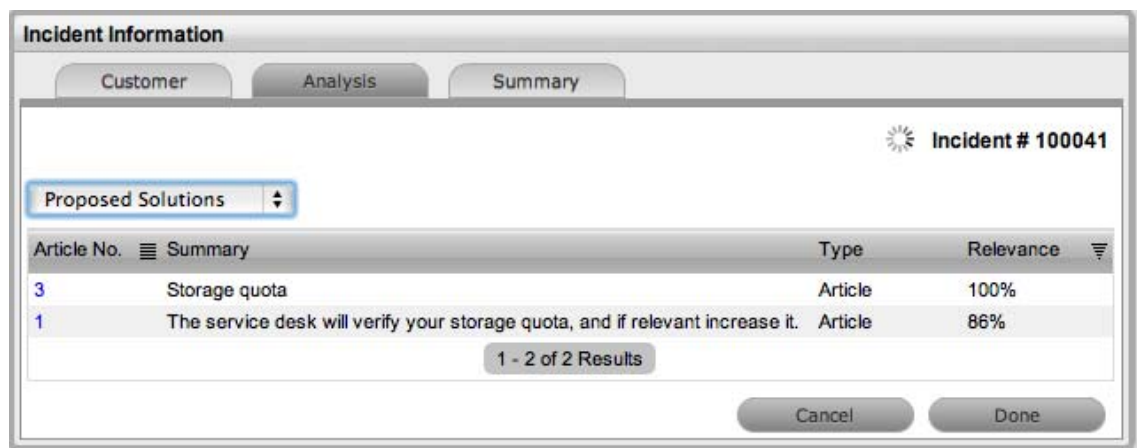 Incident Information
Customer Analysis Summary
Incident # 100041
Proposed Solutions
Article No. Summary Type Relevance
3 Storage quota Article 100%
1 The service desk will verify your storage quota, and if relevant increase it. Article 86%
1 - 2 of 2 Results
Cancel Done